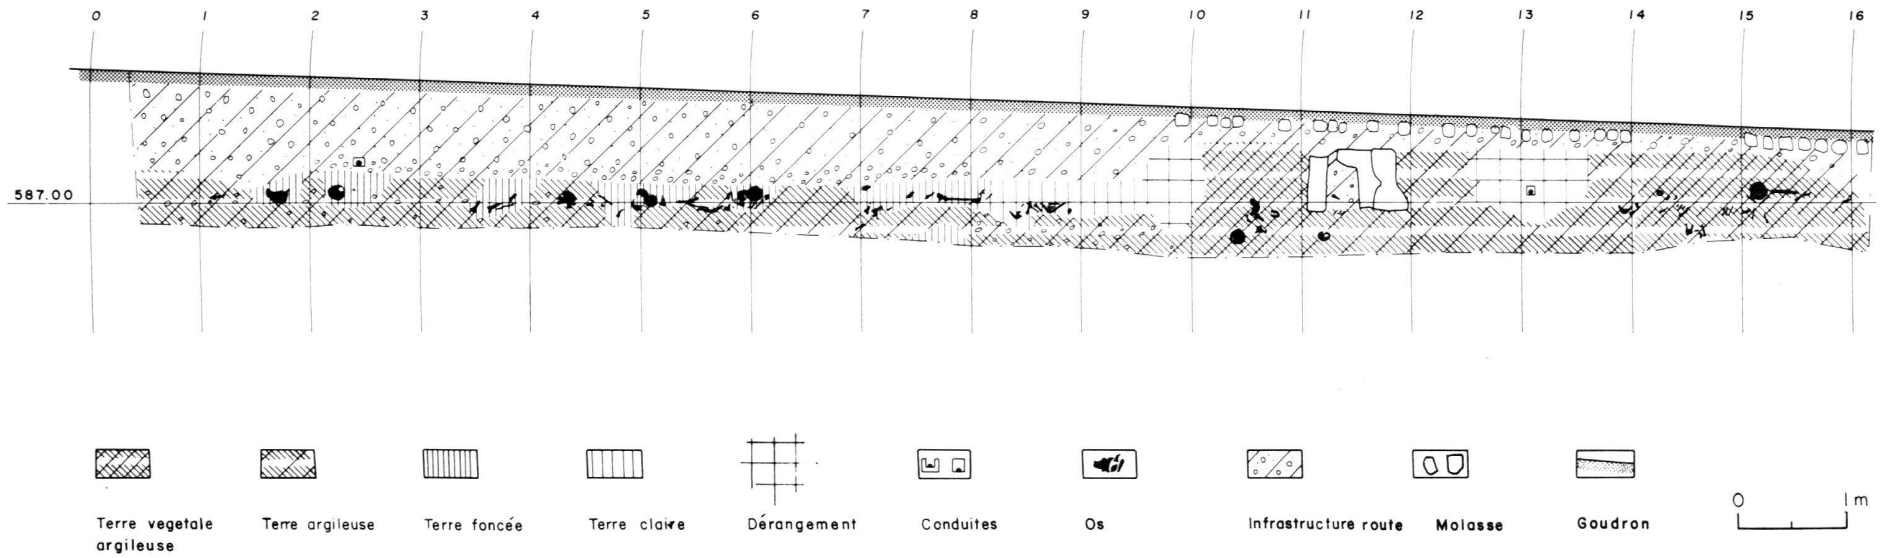 0 1 2 3 4 5 6 7 8 9 10 11 12 13 14 15 16
587.00
Terre vegetale
argileuse
Terre argileuse
Terre foncée
Terre claire
Dérangement
Conduites
Os
Infrastructure route
Molasse
Goudron
0 1m